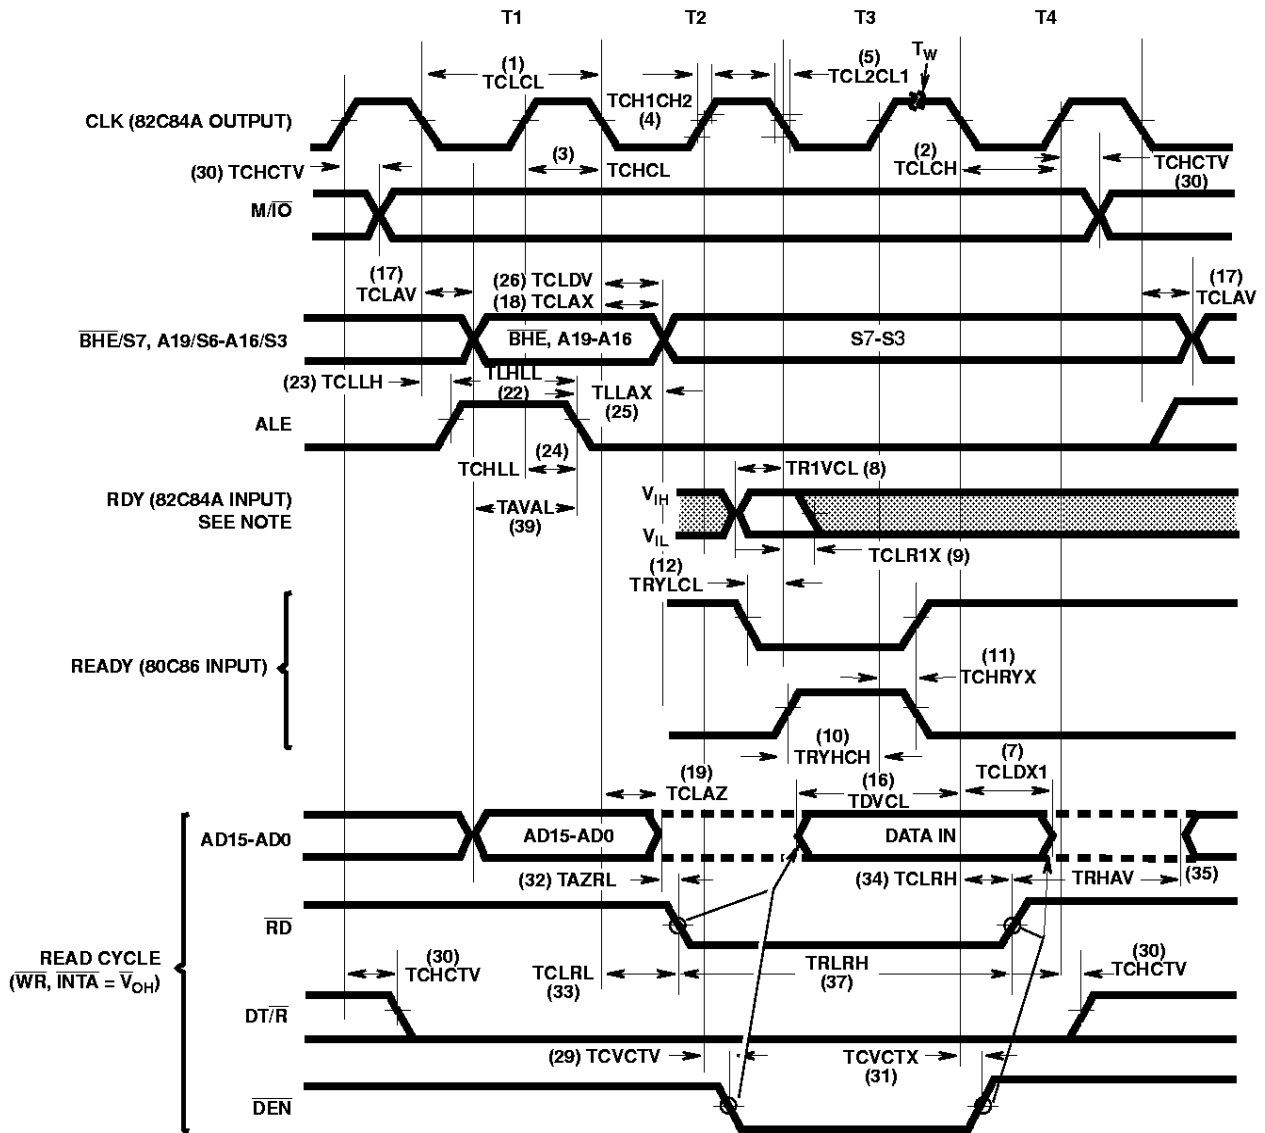 T1 T2 T3 T4
(1)
TCLCL
TCH1CH2
(4)
(5)
TCL2CL1
TW
CLK (82C84A OUTPUT)
(30) TCHCTV
(3)
TCHCL
(2)
TCLCH
TCHCTV
(30)
M/IO
(17)
TCLAV
(26) TCLDV
(18) TCLAX
(17)
TCLAV
BHE/S7, A19/S6-A16/S3
BHE, A19-A16
S7-S3
(23) TCLLH
TLHLL
(22)
TLLAX
(25)
ALE
(24)
TCHLL
TR1VCL (8)
RDY (82C84A INPUT)
SEE NOTE
VIH
VIL
TAVAL
(39)
TCLR1X (9)
(12)
TRYLCL
READY (80C86 INPUT)
(11)
TCHRYX
(10)
TRYHCH
(7)
TCLDX1
(19)
TCLAZ
(16)
TDVCL
AD15-AD0
AD15-AD0
DATA IN
(32) TAZRL
(34) TCLRH
TRHAV
(35)
RD
READ CYCLE
(WR, INTA = VOH)
(30)
TCHCTV
TCLRL
(33)
TRLRH
(37)
(30)
TCHCTV
DT/R
(29) TCVCTV
TCVCTX
(31)
DEN